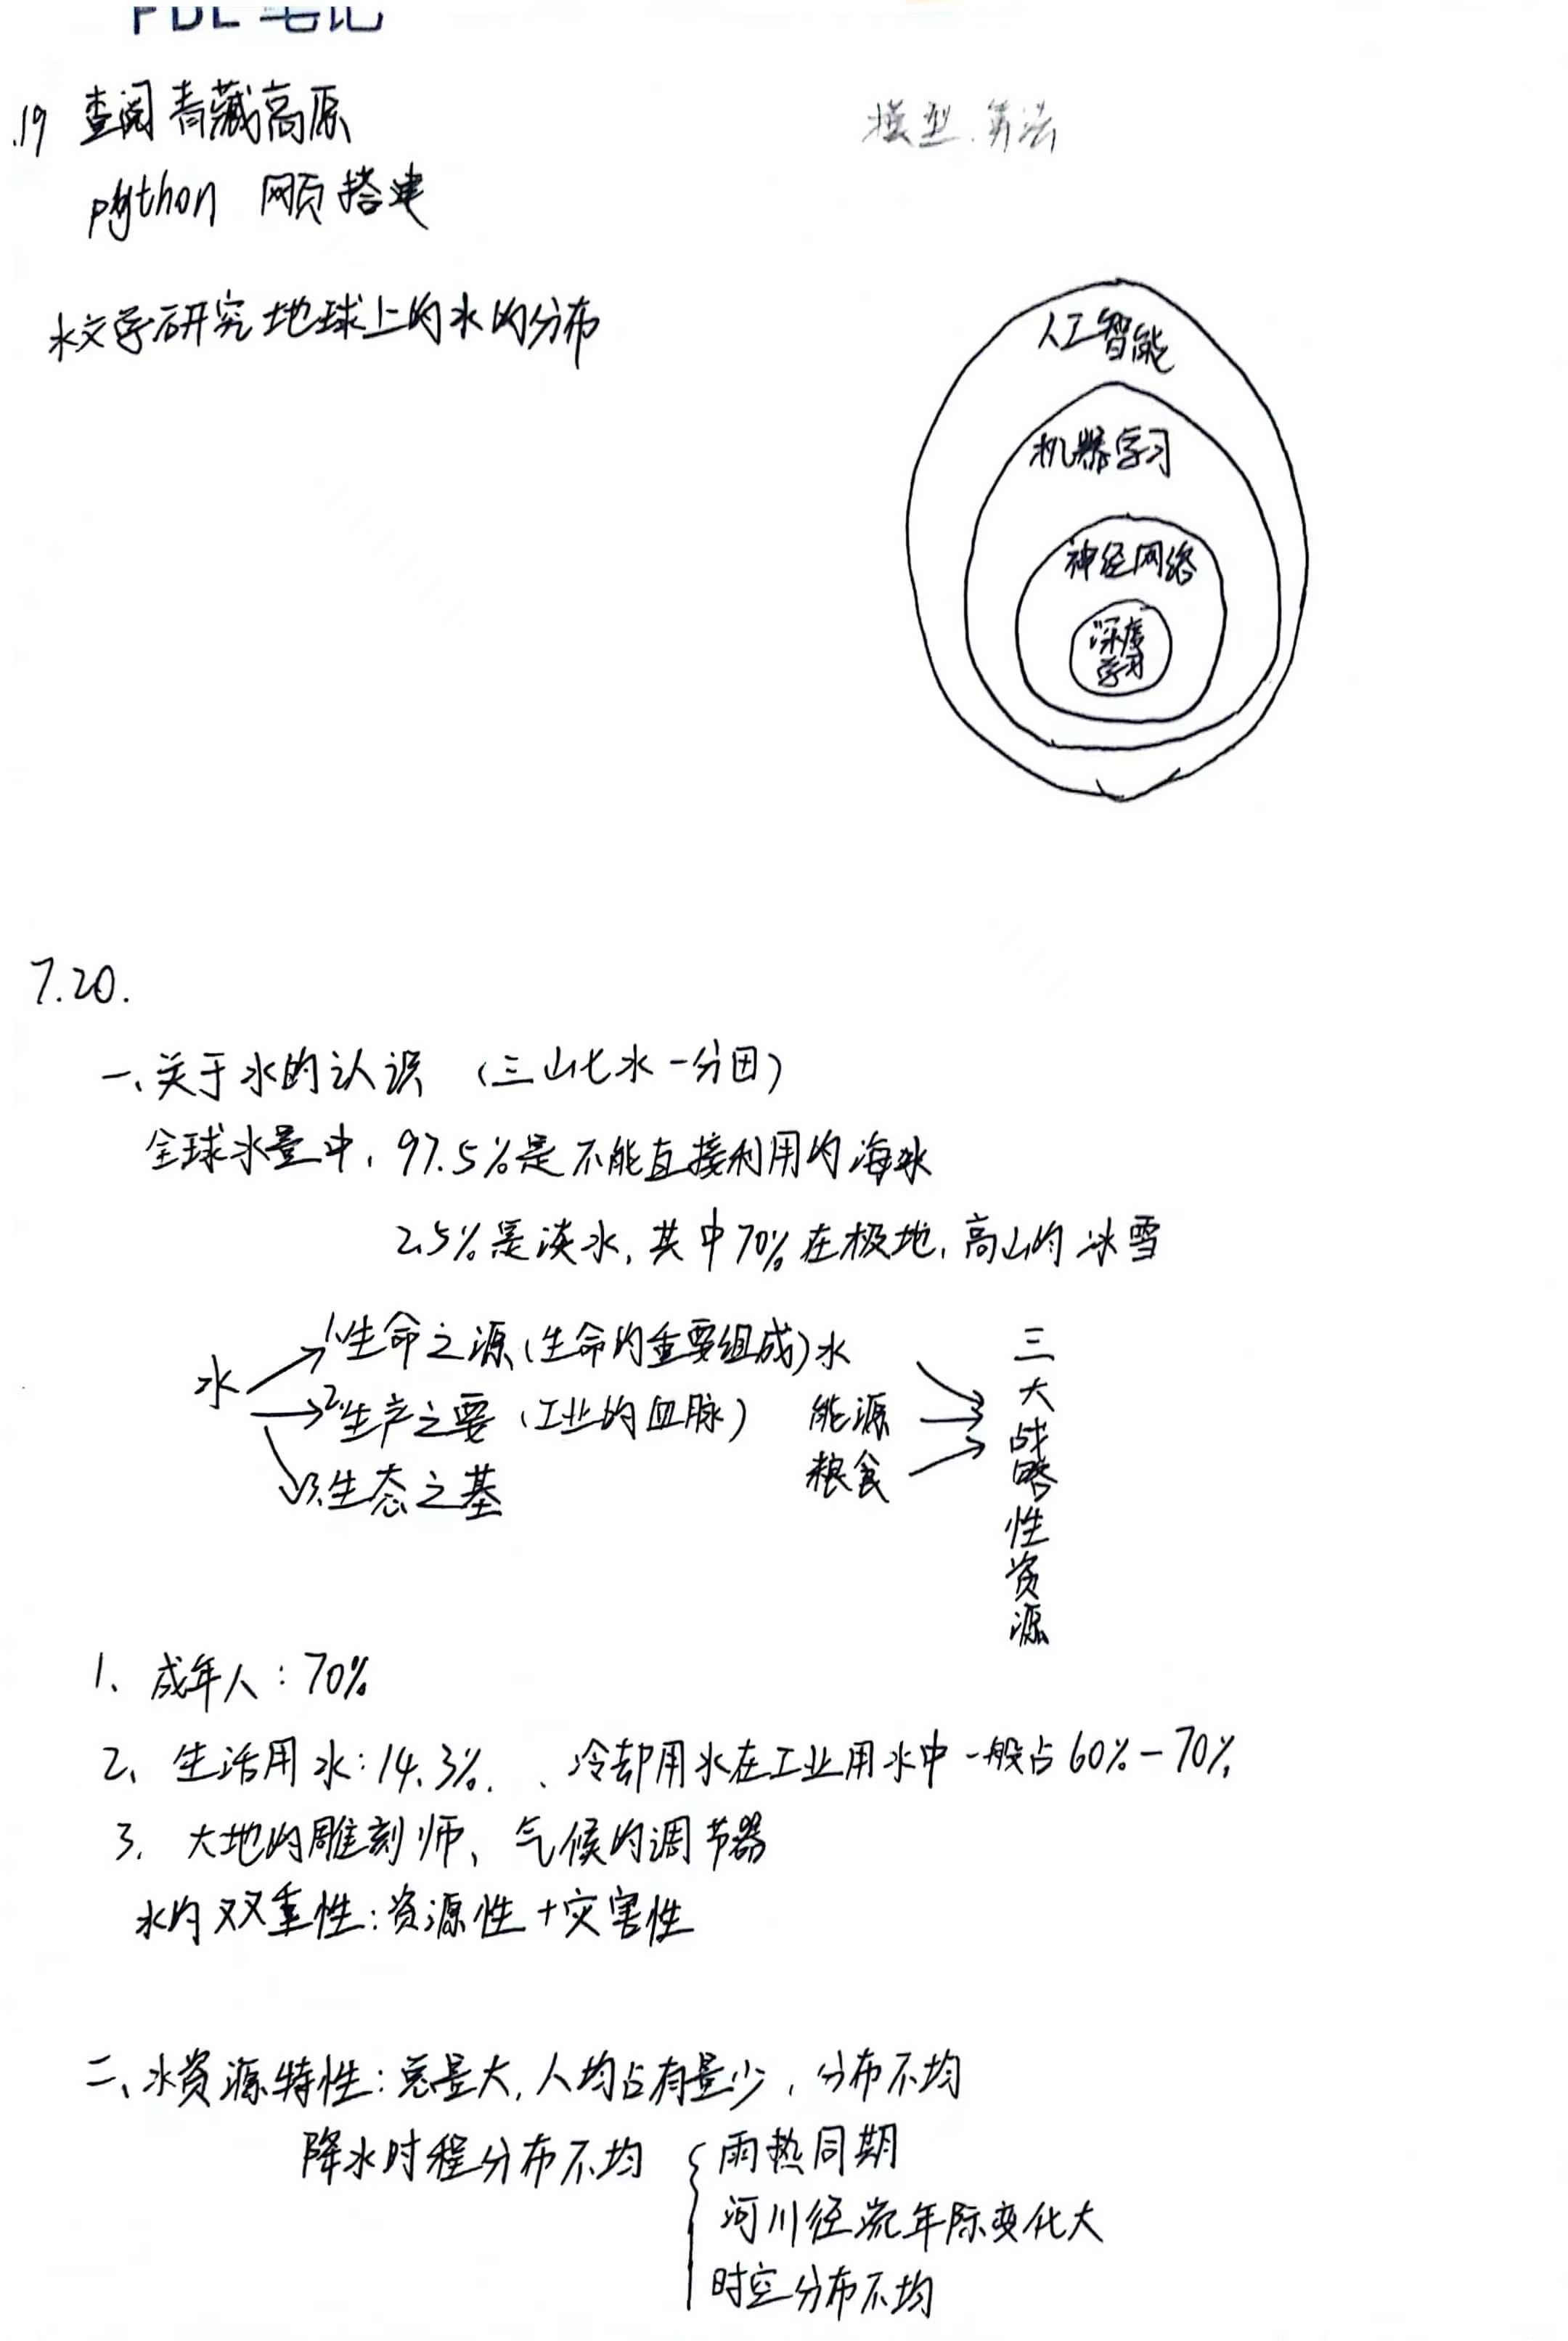 PBL 笔记
.19 查阅青藏高原
模型.算法
python 网页搭建
水文学研究地球上的水的分布
人工智能
机器学习
神经网络
深度
学习
7.20.
一、关于水的认识 (三山七水一分田)
全球水量中, 97.5%是不能直接利用的海水
2.5%是淡水, 其中70%在极地, 高山的冰雪
水
1.生命之源(生命的重要组成)
2.生产之要(工业的血脉)
3.生态之基
水
能源
粮食
三大战略性资源
1、成年人: 70%
2、生活用水: 14.3%. 、冷却用水在工业用水中一般占60%-70%
3. 大地的雕刻师、气候的调节器
水的双重性: 资源性+灾害性
二、水资源特性: 总量大, 人均占有量少, 分布不均
降水时程分布不均
雨热同期
河川径流年际变化大
时空分布不均